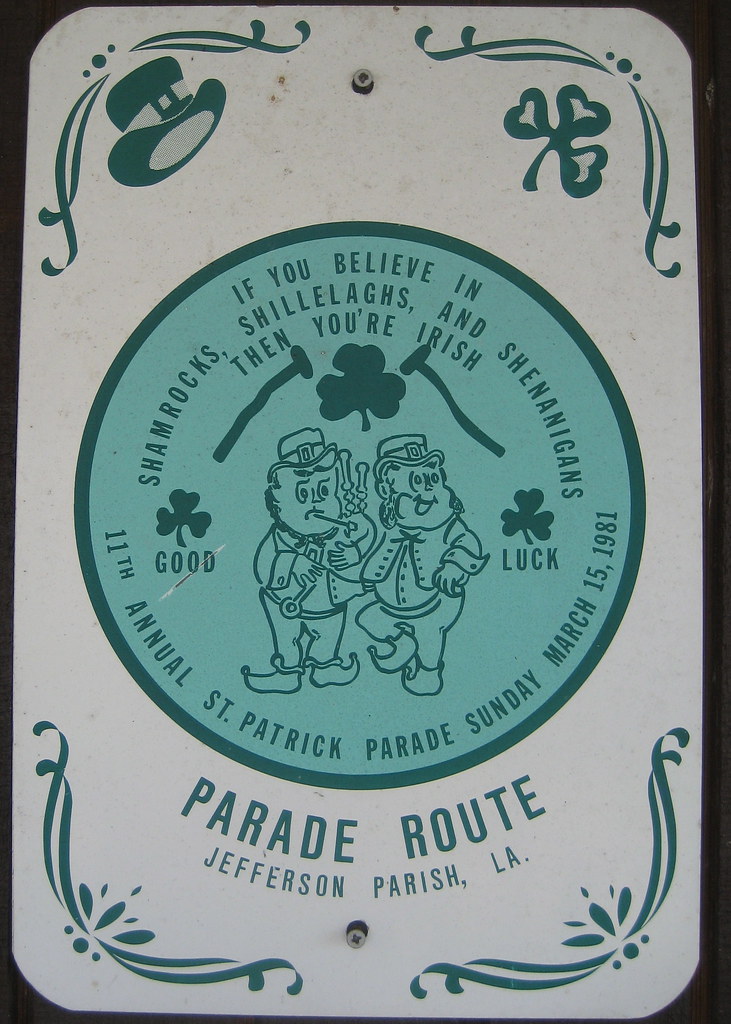 IF YOU BELIEVE IN
SHAMROCKS, SHILLELAGHS, AND SHENANIGANS
THEN YOU'RE IRISH
GOOD LUCK
11TH ANNUAL ST. PATRICK PARADE SUNDAY MARCH 15, 1981
PARADE ROUTE
JEFFERSON PARISH, LA.